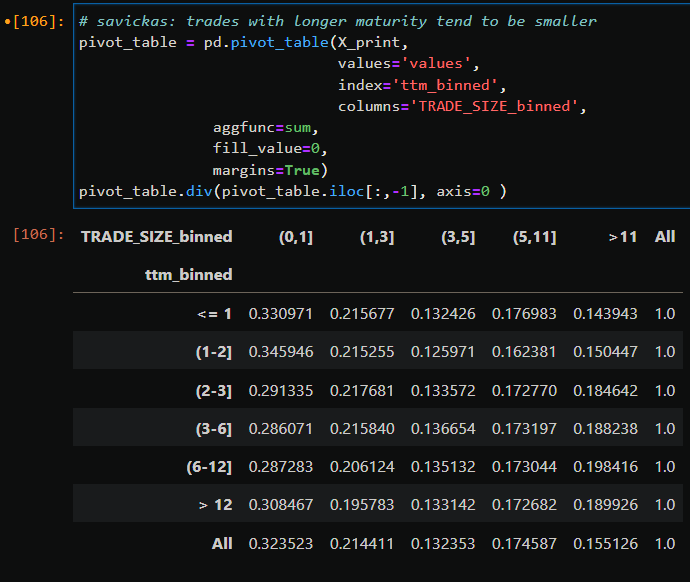 [106]: # savickas: trades with longer maturity tend to be smaller
pivot_table = pd.pivot_table(X_print,
values='values',
index='ttm_binned',
columns='TRADE_SIZE_binned',
aggfunc=sum,
fill_value=0,
margins=True)
pivot_table.div(pivot_table.iloc[:,-1], axis=0 )
[106]: TRADE_SIZE_binned (0,1] (1,3] (3,5] (5,11] >11 All
ttm_binned
<= 1 0.330971 0.215677 0.132426 0.176983 0.143943 1.0
(1-2] 0.345946 0.215255 0.125971 0.162381 0.150447 1.0
(2-3] 0.291335 0.217681 0.133572 0.172770 0.184642 1.0
(3-6] 0.286071 0.215840 0.136654 0.173197 0.188238 1.0
(6-12] 0.287283 0.206124 0.135132 0.173044 0.198416 1.0
> 12 0.308467 0.195783 0.133142 0.172682 0.189926 1.0
All 0.323523 0.214411 0.132353 0.174587 0.155126 1.0